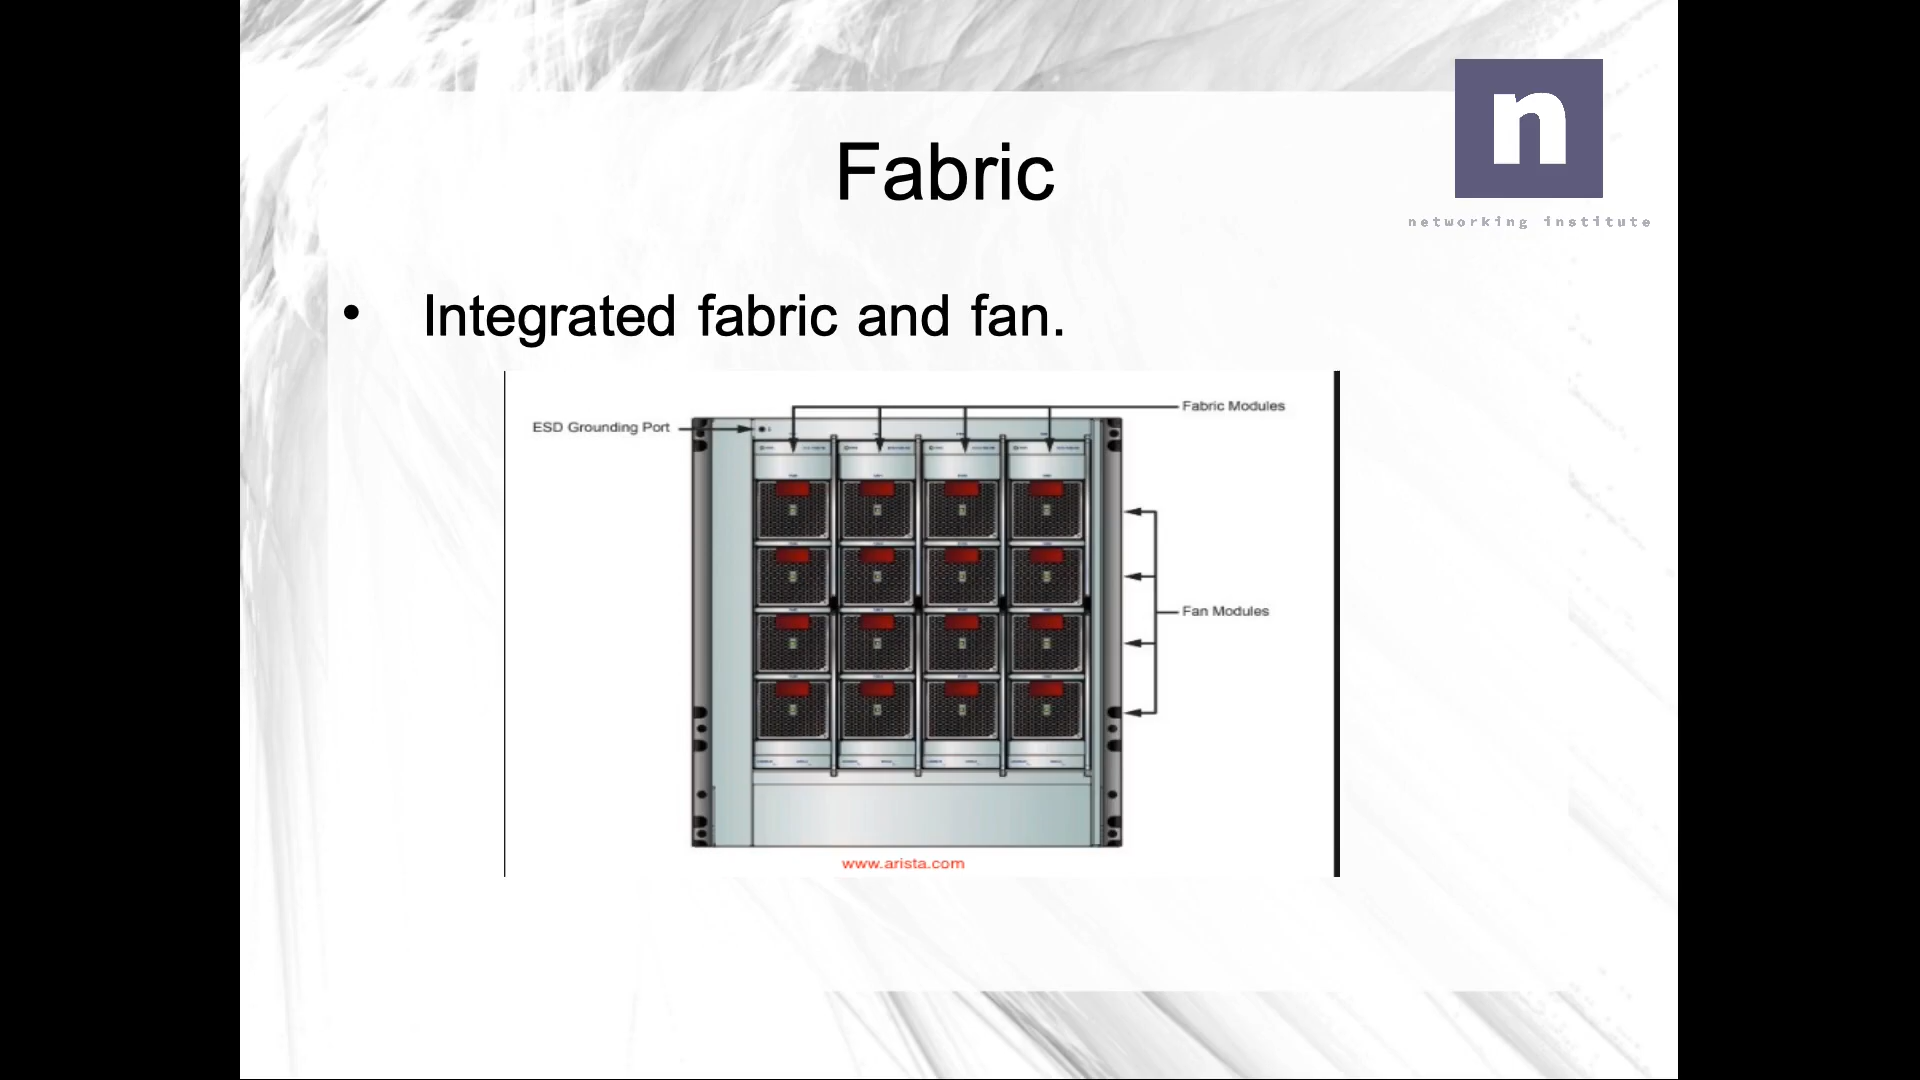 n
networking institute
Fabric
• Integrated fabric and fan.
Fabric Modules
ESD Grounding Port
Fan Modules
www.arista.com